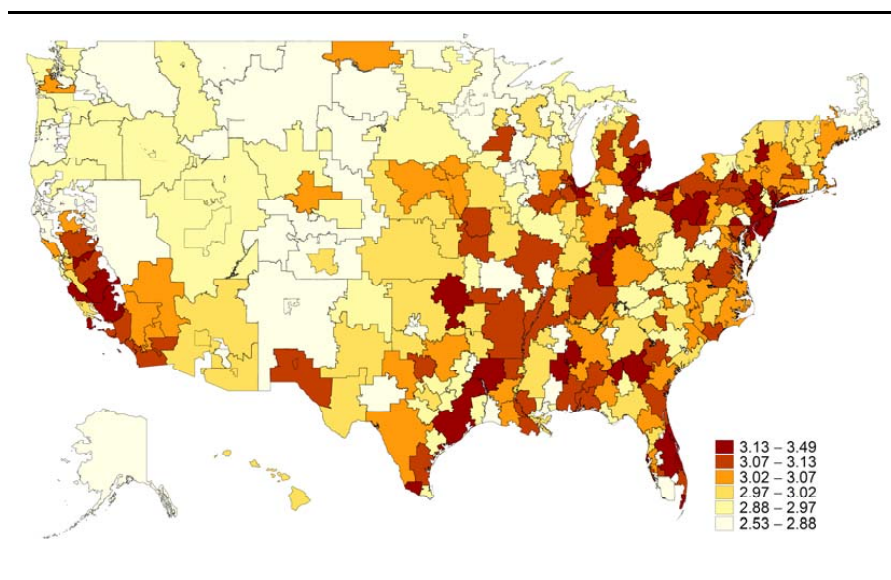 3.13 – 3.49
3.07 – 3.13
3.02 – 3.07
2.97 – 3.02
2.88 – 2.97
2.53 – 2.88